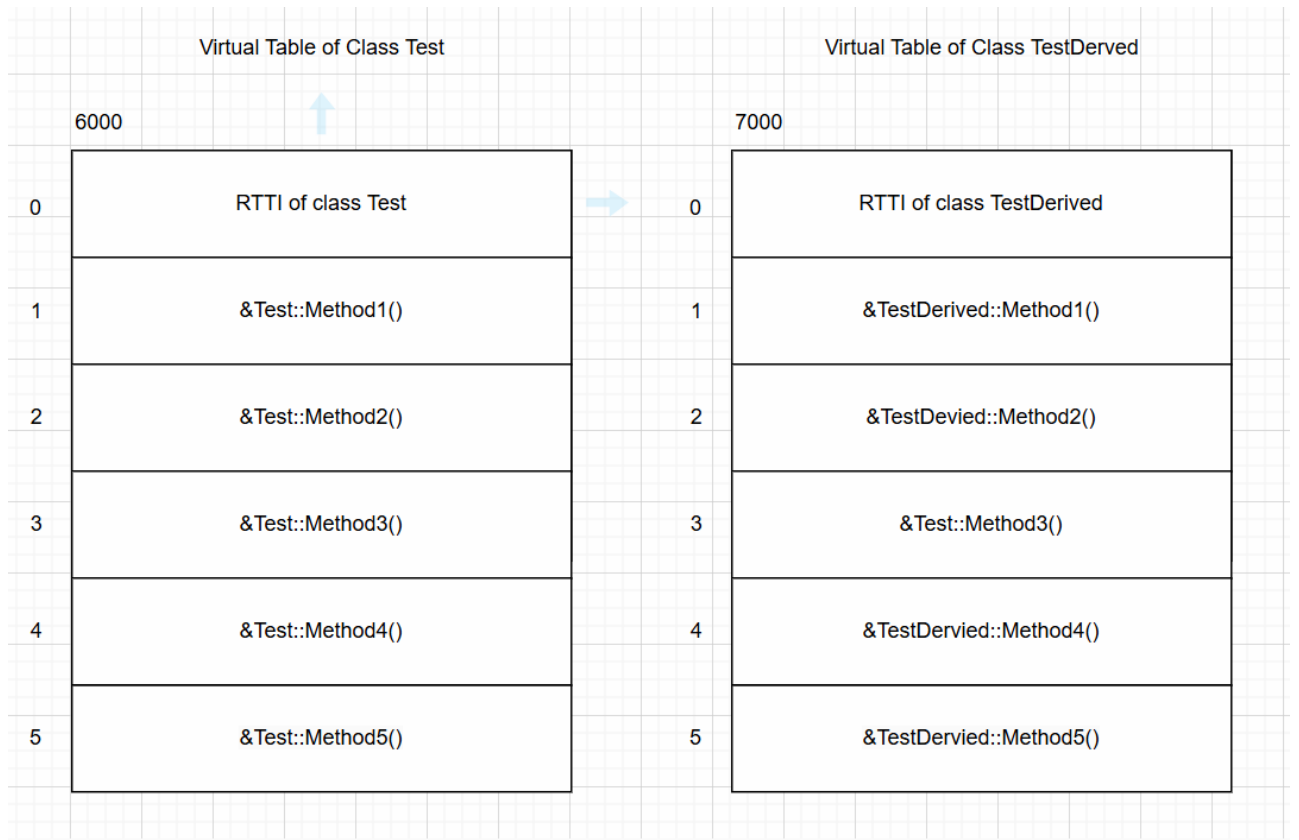 Virtual Table of Class Test
6000
0
RTTI of class Test
1
&Test::Method1()
2
&Test::Method2()
3
&Test::Method3()
4
&Test::Method4()
5
&Test::Method5()
Virtual Table of Class TestDerved
7000
0
RTTI of class TestDerived
1
&TestDerived::Method1()
2
&TestDevied::Method2()
3
&Test::Method3()
4
&TestDervied::Method4()
5
&TestDervied::Method5()